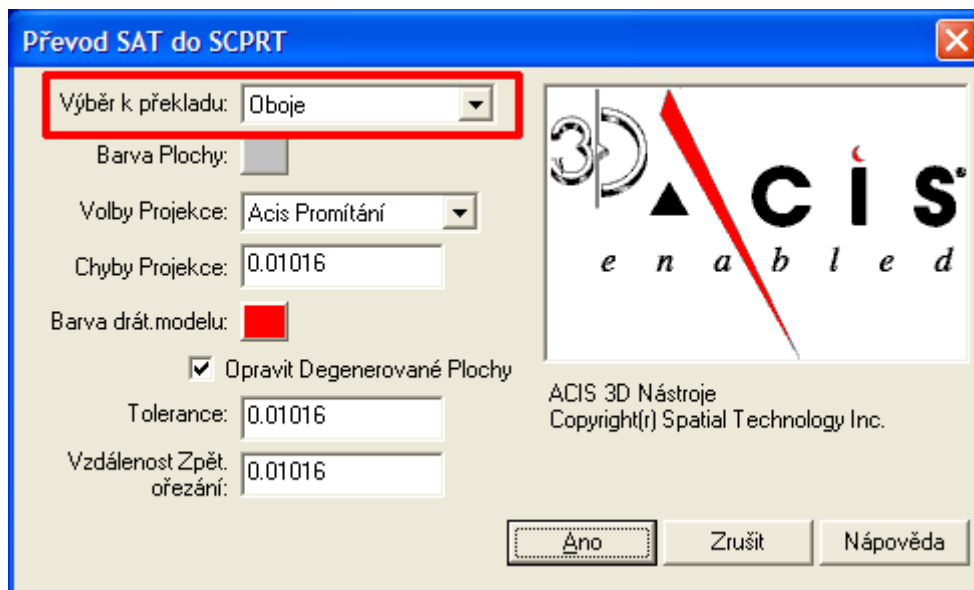 Převod SAT do SCPRT
Výběr k překladu: Oboje
Barva Plochy:
Volby Projekce: Acis Promítání
Chyby Projekce: 0.01016
Barva drát.modelu:
Opravit Degenerované Plochy
Tolerance: 0.01016
Vzdálenost Zpět.
ořezání: 0.01016
3D ACIS®
enabled
ACIS 3D Nástroje
Copyright(r) Spatial Technology Inc.
Ano Zrušit Nápověda